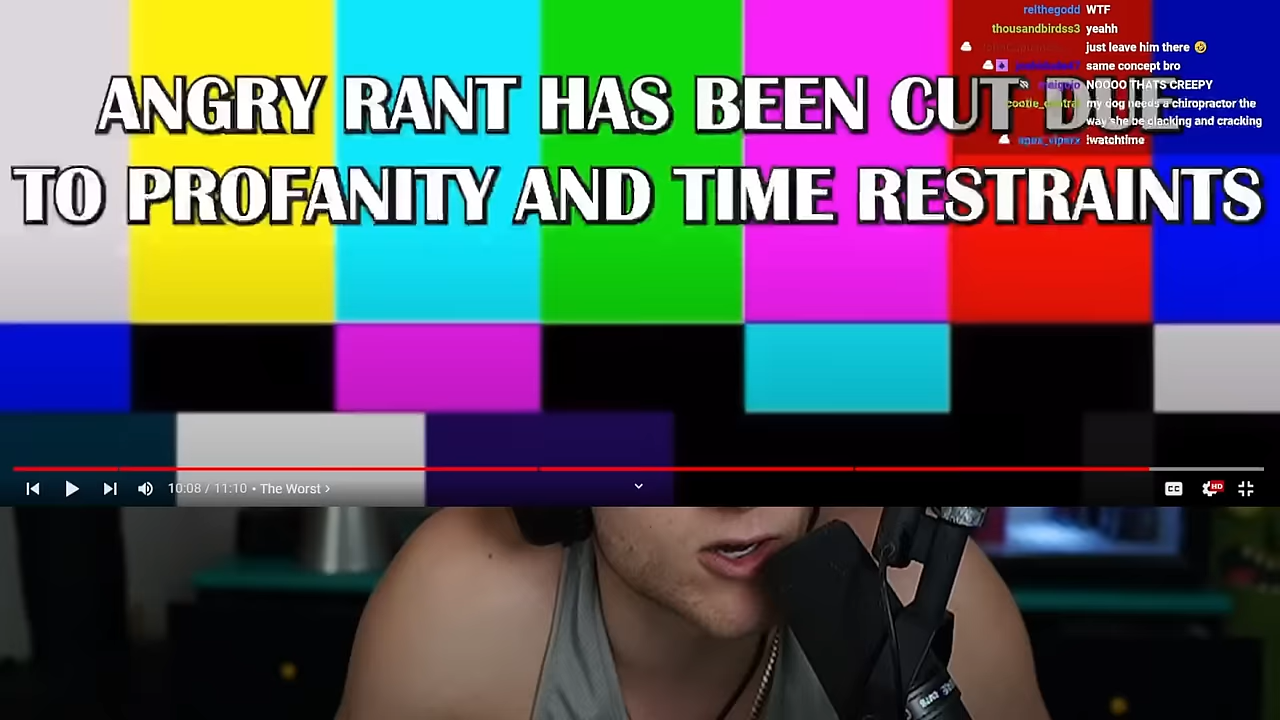 relthegodd WTF
thousandbirdss3 yeahh
just leave him there 🤣
same concept bro
NOOOO THATS CREEPY
my dog needs a chiropractor the
way she be clacking and cracking
!watchtime
ANGRY RANT HAS BEEN CUT DUE
TO PROFANITY AND TIME RESTRAINTS
10:08 / 11:10 • The Worst ›
CC HD